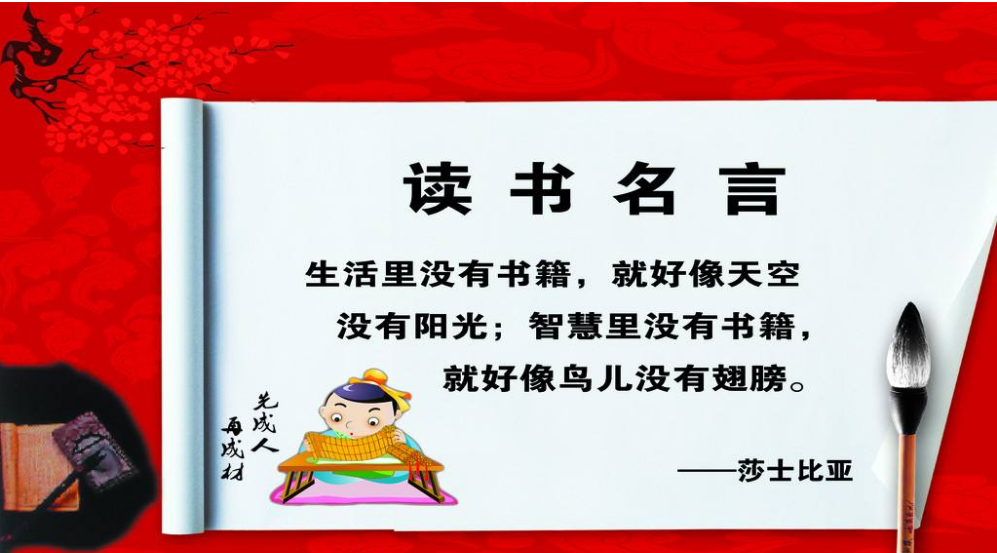 读书名言
生活里没有书籍，就好像天空
没有阳光；智慧里没有书籍，
就好像鸟儿没有翅膀。
——莎士比亚
先成人
再成材